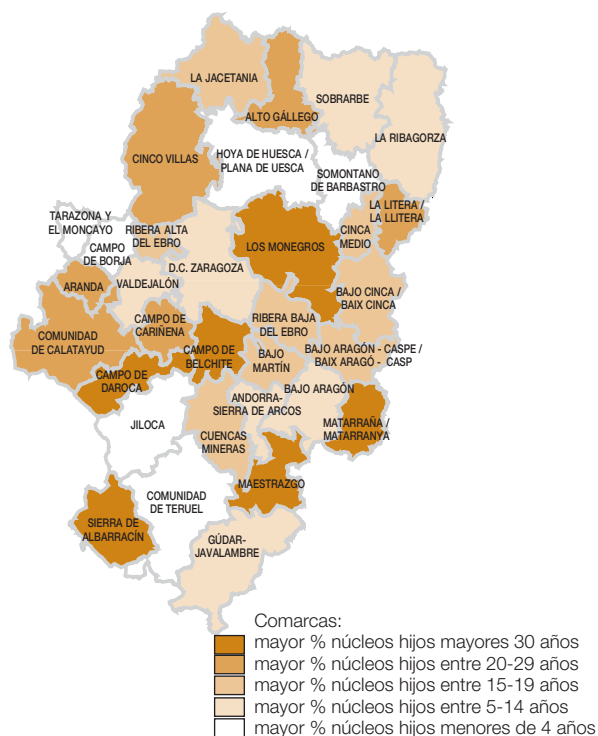 LA JACETANIA
SOBRARBE
ALTO GÁLLEGO
LA RIBAGORZA
CINCO VILLAS
HOYA DE HUESCA /
PLANA DE UESCA
SOMONTANO
DE BARBASTRO
LA LITERA /
LA LLITERA
TARAZONA Y
EL MONCAYO
RIBERA ALTA
DEL EBRO
LOS MONEGROS
CINCA
MEDIO
CAMPO
DE BORJA
D.C. ZARAGOZA
ARANDA
VALDEJALÓN
BAJO CINCA /
BAIX CINCA
CAMPO DE
CARIÑENA
RIBERA BAJA
DEL EBRO
COMUNIDAD
DE CALATAYUD
CAMPO DE
BELCHITE
BAJO
MARTÍN
BAJO ARAGÓN - CASPE /
BAIX ARAGÓ - CASP
CAMPO DE
DAROCA
ANDORRA-
SIERRA DE ARCOS
BAJO ARAGÓN
JILOCA
MATARRAÑA /
MATARRANYA
CUENCAS
MINERAS
MAESTRAZGO
COMUNIDAD
DE TERUEL
SIERRA DE
ALBARRACÍN
GÚDAR-
JAVALAMBRE
Comarcas:
mayor % núcleos hijos mayores 30 años
mayor % núcleos hijos entre 20-29 años
mayor % núcleos hijos entre 15-19 años
mayor % núcleos hijos entre 5-14 años
mayor % núcleos hijos menores de 4 años